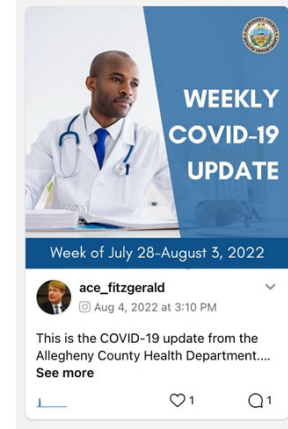 WEEKLY
COVID-19
UPDATE
Week of July 28-August 3, 2022
ace_fitzgerald
Aug 4, 2022 at 3:10 PM
This is the COVID-19 update from the
Allegheny County Health Department....
See more
1
1